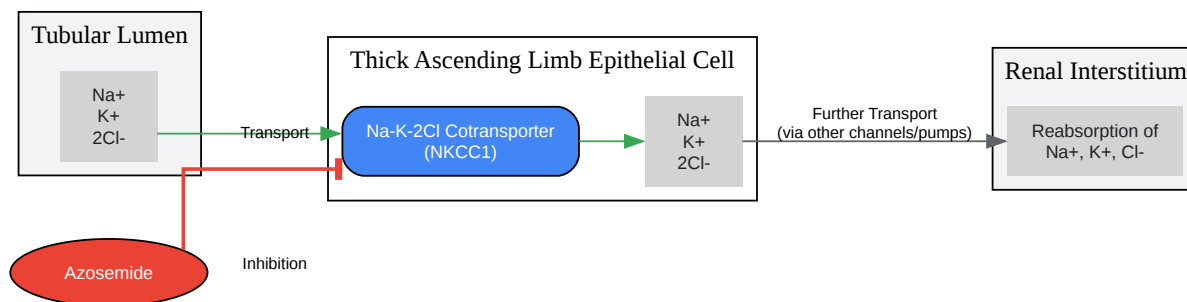 Tubular Lumen
Na+
K+
2Cl-
Transport
Thick Ascending Limb Epithelial Cell
Na-K-2Cl Cotransporter
(NKCC1)
Na+
K+
2Cl-
Further Transport
(via other channels/pumps)
Renal Interstitium
Reabsorption of
Na+, K+, Cl-
Azosemide
Inhibition